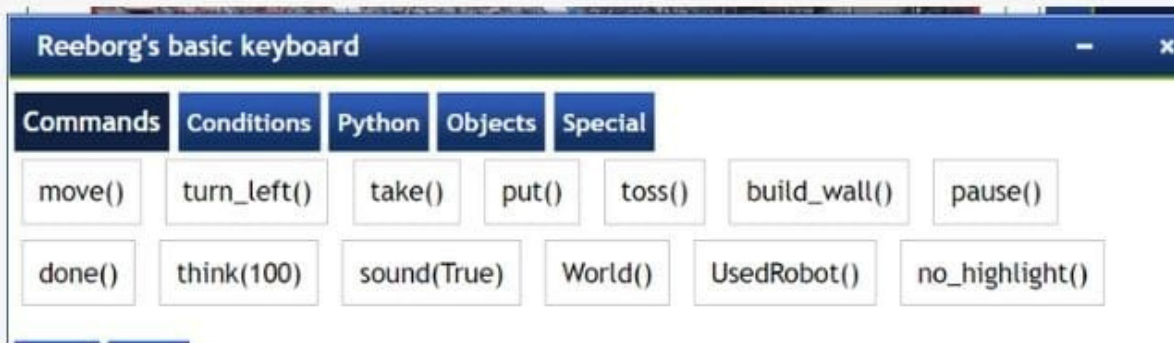 Reeborg's basic keyboard
Commands Conditions Python Objects Special
move() turn_left() take() put() toss() build_wall() pause()
done() think(100) sound(True) World() UsedRobot() no_highlight()